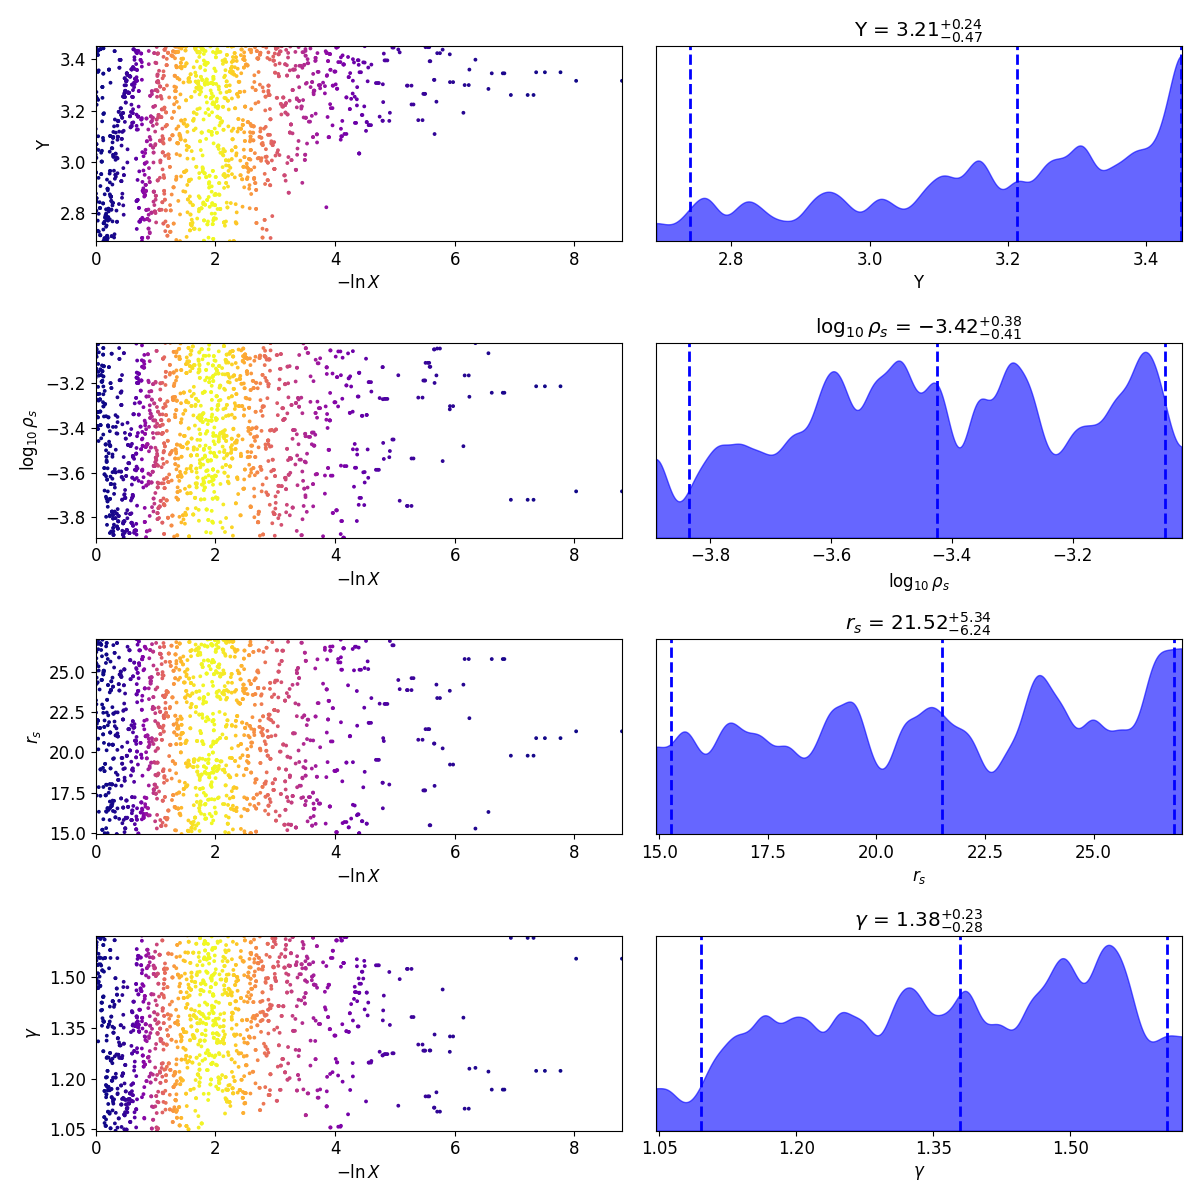 Y = 3.21+0.24 −0.47
3.4
3.2
3.0
2.8
Y
0 2 4 6 8
−ln X
2.8 3.0 3.2 3.4
Y
log10 ρs = −3.42+0.38 −0.41
−3.2
−3.4
−3.6
−3.8
log10 ρs
0 2 4 6 8
−ln X
−3.8 −3.6 −3.4 −3.2
log10 ρs
rs = 21.52+5.34 −6.24
25.0
22.5
20.0
17.5
15.0
rs
0 2 4 6 8
−ln X
15.0 17.5 20.0 22.5 25.0
rs
γ = 1.38+0.23 −0.28
1.50
1.35
1.20
1.05
γ
0 2 4 6 8
−ln X
1.05 1.20 1.35 1.50
γ